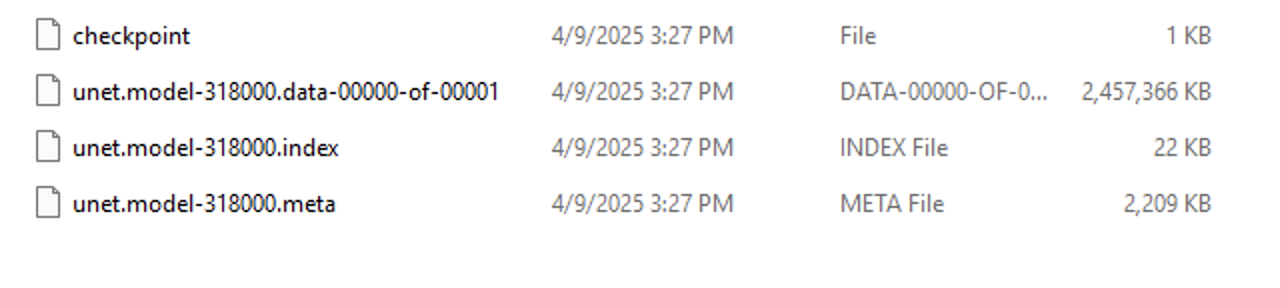 checkpoint 4/9/2025 3:27 PM File 1 KB
unet.model-318000.data-00000-of-00001 4/9/2025 3:27 PM DATA-00000-OF-0... 2,457,366 KB
unet.model-318000.index 4/9/2025 3:27 PM INDEX File 22 KB
unet.model-318000.meta 4/9/2025 3:27 PM META File 2,209 KB